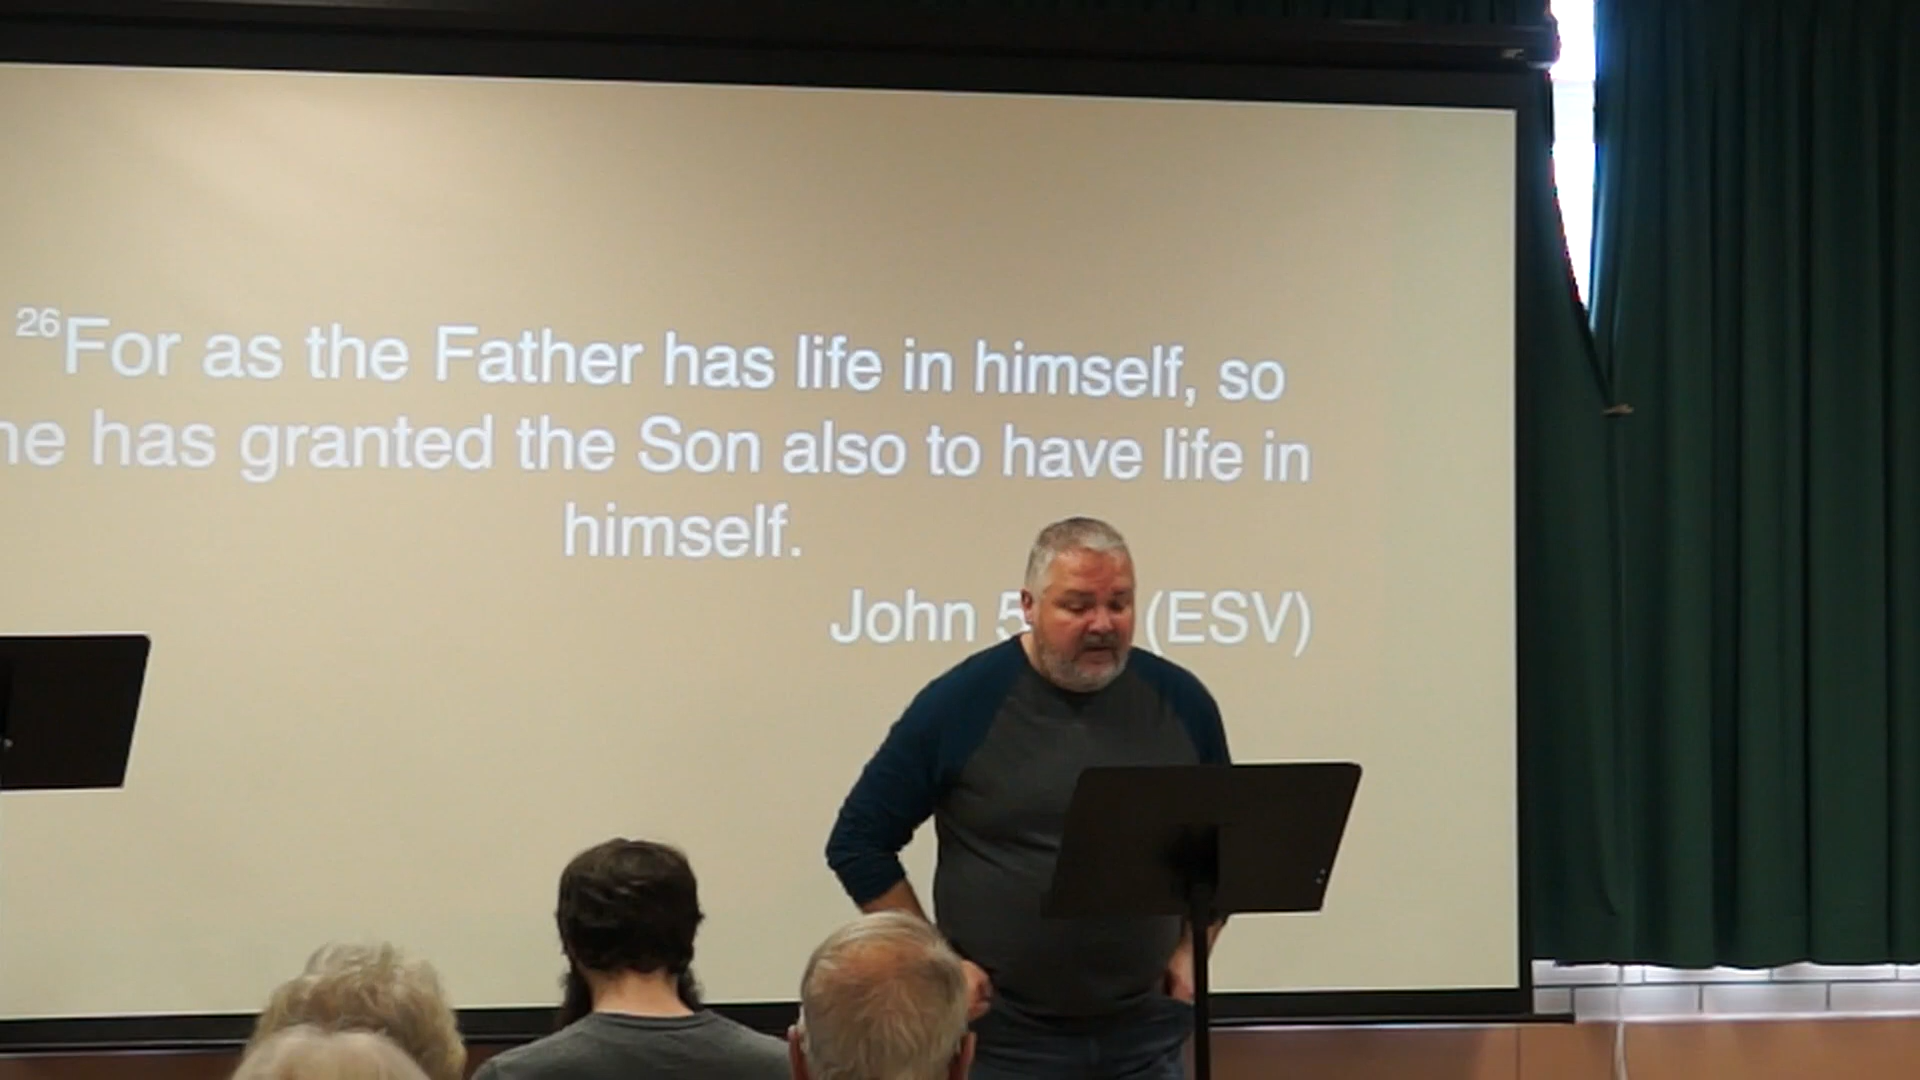 ²⁶For as the Father has life in himself, so
he has granted the Son also to have life in
himself.
John 5 (ESV)